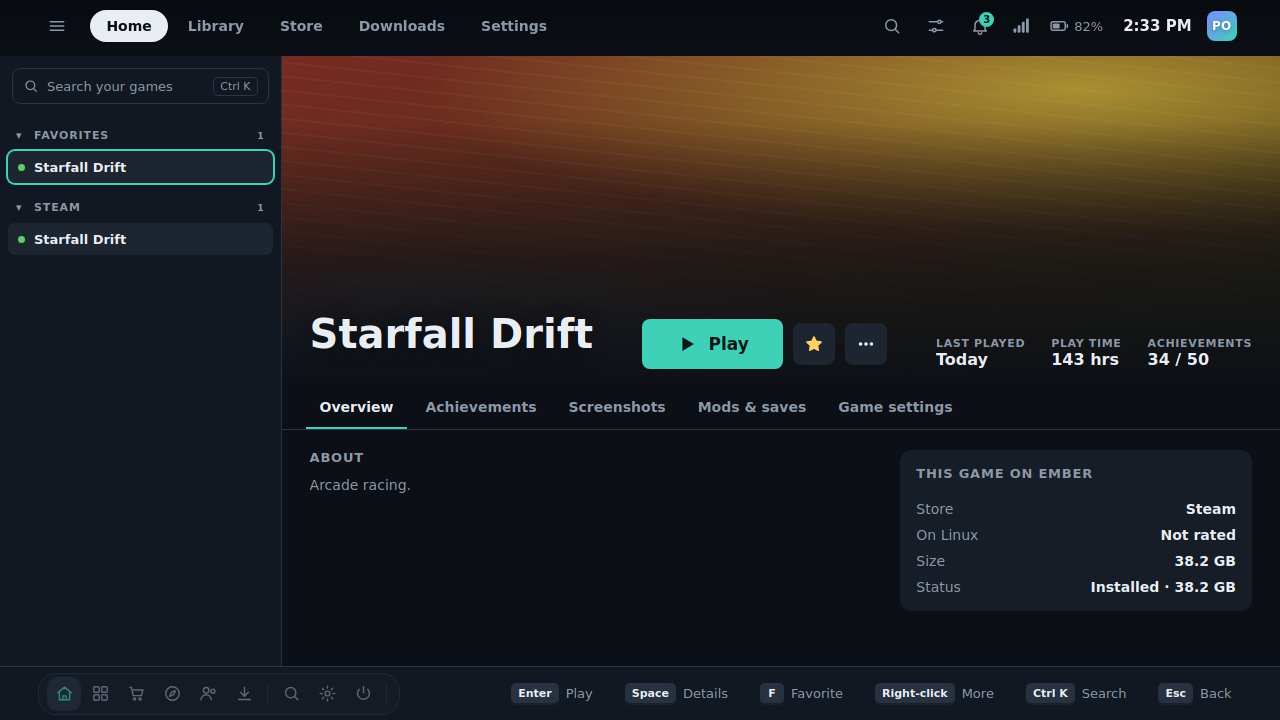 Home Library Store Downloads Settings 3 82% 2:33 PM PO
Search your games Ctrl K
FAVORITES 1
Starfall Drift
STEAM 1
Starfall Drift
Starfall Drift
Play
LAST PLAYED PLAY TIME ACHIEVEMENTS
Today 143 hrs 34 / 50
Overview Achievements Screenshots Mods & saves Game settings
ABOUT
Arcade racing.
THIS GAME ON EMBER
Store Steam
On Linux Not rated
Size 38.2 GB
Status Installed · 38.2 GB
Enter Play Space Details F Favorite Right-click More Ctrl K Search Esc Back